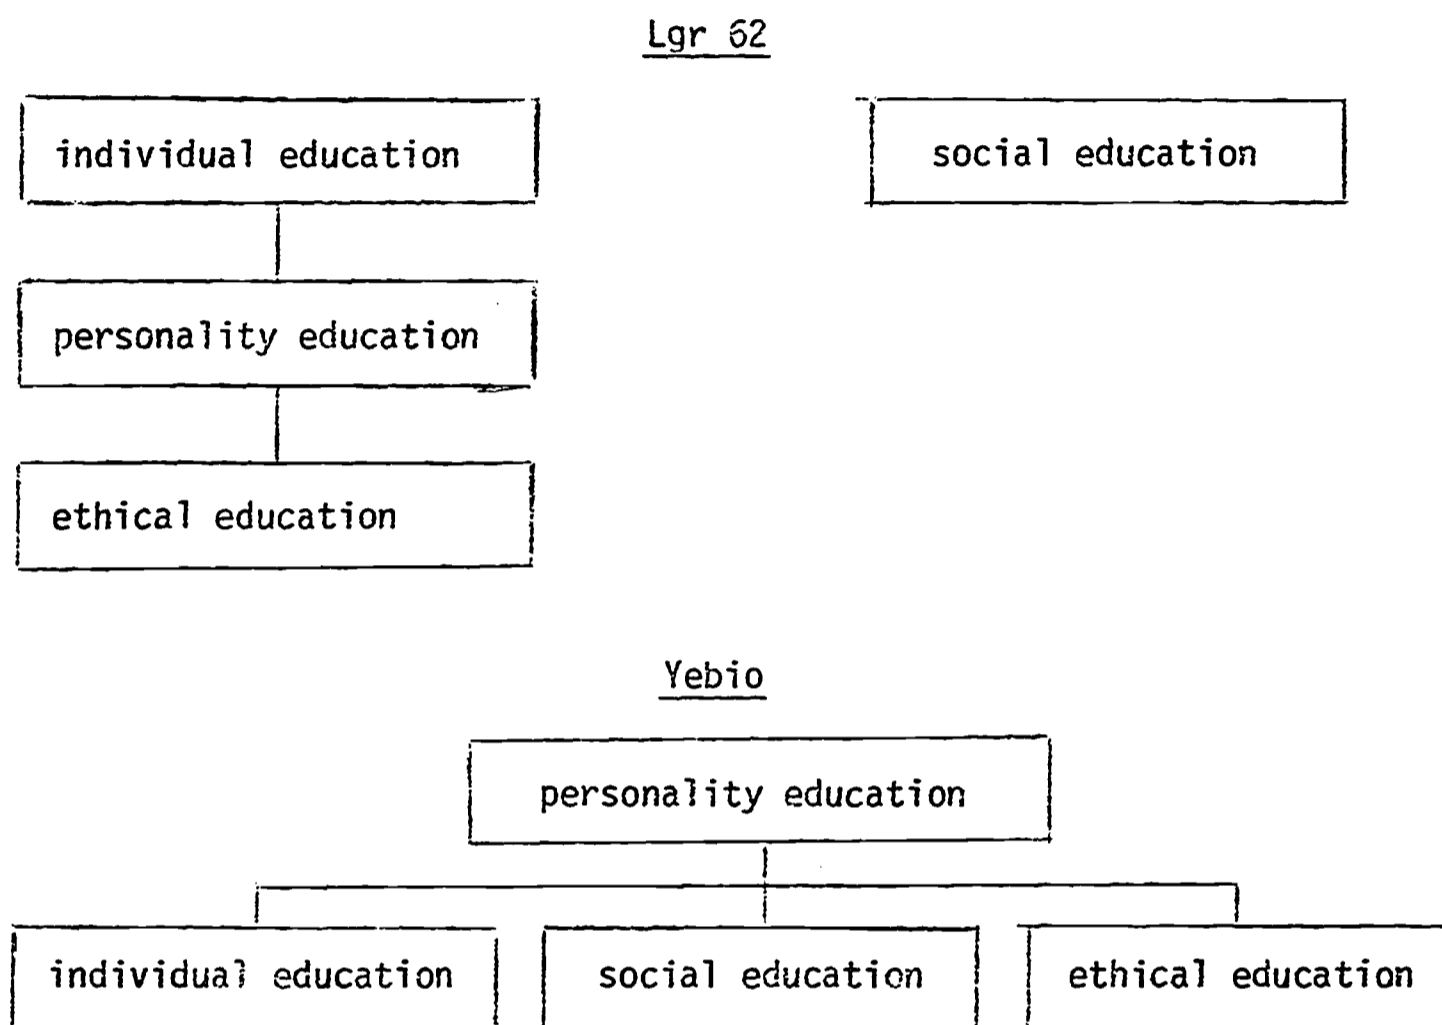 Lgr 62
individual education
social education
personality education
ethical education
Yebio
personality education
individual education
social education
ethical education